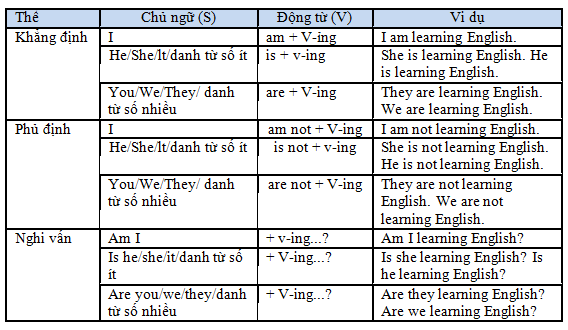 Thể Chủ ngữ (S) Động từ (V) Ví dụ
Khẳng định I am + V-ing I am learning English.
He/She/It/danh từ số ít is + V-ing She is learning English. He
is learning English.
You/We/They/ danh are + V-ing They are learning English.
từ số nhiều We are learning English.
Phủ định I am not + V-ing I am not learning English.
He/She/It/danh từ số ít is not + v-ing She is not learning English.
He is not learning English.
You/We/They/ danh are not + V-ing They are not learning
từ số nhiều English. We are not
learning English.
Nghi vấn Am I + v-ing...? Am I learning English?
Is he/she/it/danh từ số + V-ing...? Is she learning English? Is
ít he learning English?
Are you/we/they/danh + V-ing...? Are they learning English?
từ số nhiều Are we learning English?